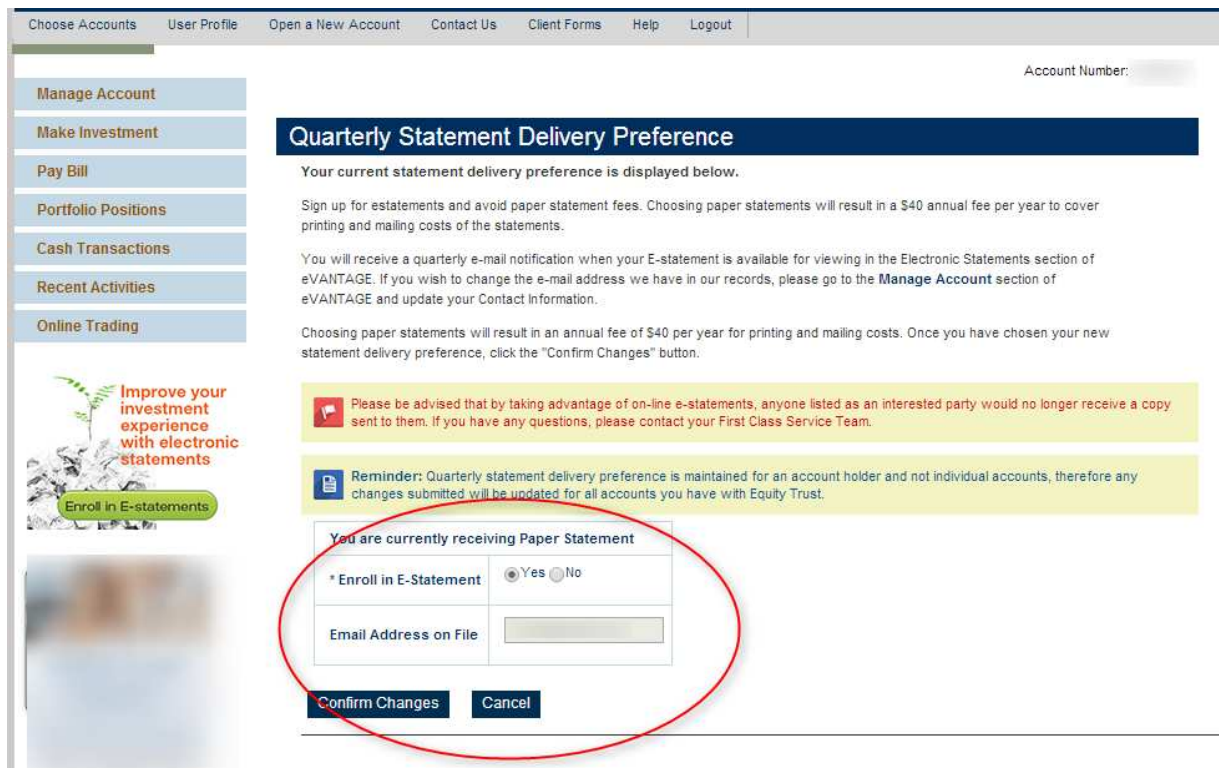 Choose Accounts User Profile Open a New Account Contact Us Client Forms Help Logout
Account Number:
Manage Account
Make Investment
Pay Bill
Portfolio Positions
Cash Transactions
Recent Activities
Online Trading
Improve your
investment
experience
with electronic
statements
Enroll in E-statements
Quarterly Statement Delivery Preference
Your current statement delivery preference is displayed below.
Sign up for estatements and avoid paper statement fees. Choosing paper statements will result in a $40 annual fee per year to cover
printing and mailing costs of the statements.
You will receive a quarterly e-mail notification when your E-statement is available for viewing in the Electronic Statements section of
eVANTAGE. If you wish to change the e-mail address we have in our records, please go to the Manage Account section of
eVANTAGE and update your Contact Information.
Choosing paper statements will result in an annual fee of $40 per year for printing and mailing costs. Once you have chosen your new
statement delivery preference, click the "Confirm Changes" button.
Please be advised that by taking advantage of on-line e-statements, anyone listed as an interested party would no longer receive a copy
sent to them. If you have any questions, please contact your First Class Service Team.
Reminder: Quarterly statement delivery preference is maintained for an account holder and not individual accounts, therefore any
changes submitted will be updated for all accounts you have with Equity Trust.
You are currently receiving Paper Statement
* Enroll in E-Statement Yes No
Email Address on File
Confirm Changes Cancel